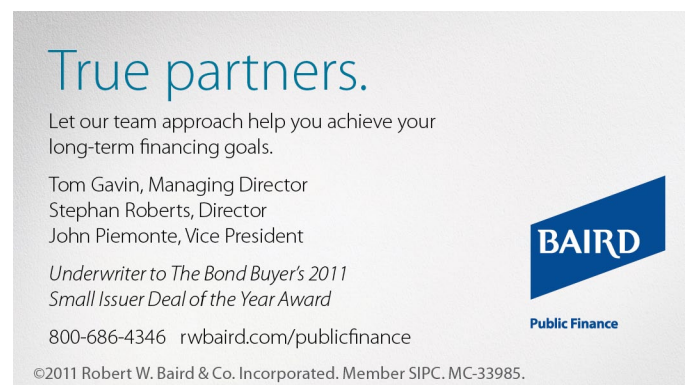 True partners.
Let our team approach help you achieve your
long-term financing goals.
Tom Gavin, Managing Director
Stephan Roberts, Director
John Piemonte, Vice President
Underwriter to The Bond Buyer's 2011
Small Issuer Deal of the Year Award
800-686-4346 rwbaird.com/publicfinance
BAIRD
Public Finance
©2011 Robert W. Baird & Co. Incorporated. Member SIPC. MC-33985.